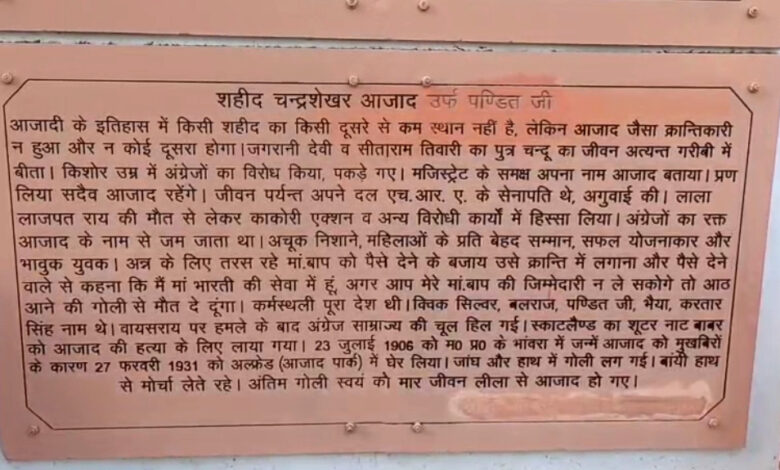 शहीद चन्द्रशेखर आजाद उर्फ पण्डित जी
आजादी के इतिहास में किसी शहीद का किसी दूसरे से कम स्थान नहीं है, लेकिन आजाद जैसा क्रान्तिकारी
न हुआ और न कोई दूसरा होगा। जगरानी देवी व सीताराम तिवारी का पुत्र चन्दू का जीवन अत्यन्त गरीबी में
बीता। किशोर उम्र में अंग्रेजों का विरोध किया, पकड़े गए। मजिस्ट्रेट के समक्ष अपना नाम आजाद बताया। प्रण
लिया सदैव आजाद रहेंगे। जीवन पर्यन्त अपने दल एच.आर. ए. के सेनापति थे, अगुवाई की। लाला
लाजपत राय की मौत से लेकर काकोरी एक्शन व अन्य विरोधी कार्यो में हिस्सा लिया। अंग्रेजों का रक्त
आजाद के नाम से जम जाता था। अचूक निशाने, महिलाओं के प्रति बेहद सम्मान, सफल योजनाकार और
भावुक युवक। अन्न के लिए तरस रहे मां.बाप को पैसे देने के बजाय उसे क्रान्ति में लगाना और पैसे देने
वाले से कहना कि मैं मां भारती की सेवा में हूं, अगर आप मेरे मां.बाप की जिम्मेदारी न ले सकोगे तो आठ
आने की गोली से मौत दे दूंगा। कर्मस्थली पूरा देश थी। क्विक सिल्वर, बलराज, पण्डित जी, भैया, करतार
सिंह नाम थे। वायसराय पर हमले के बाद अंग्रेज साम्राज्य की चूल हिल गई। स्काटलैण्ड का शूटर नाट बाबर
को आजाद की हत्या के लिए लाया गया। 23 जुलाई 1906 को म0 प्र0 के भांवरा में जन्में आजाद को मुखबिरों
के कारण 27 फरवरी 1931 को अल्फ्रेड (आजाद पार्क) में घेर लिया। जांघ और हाथ में गोली लग गई। बांयी हाथ
से मोर्चा लेते रहे। अंतिम गोली स्वयं को मार जीवन लीला से आजाद हो गए।